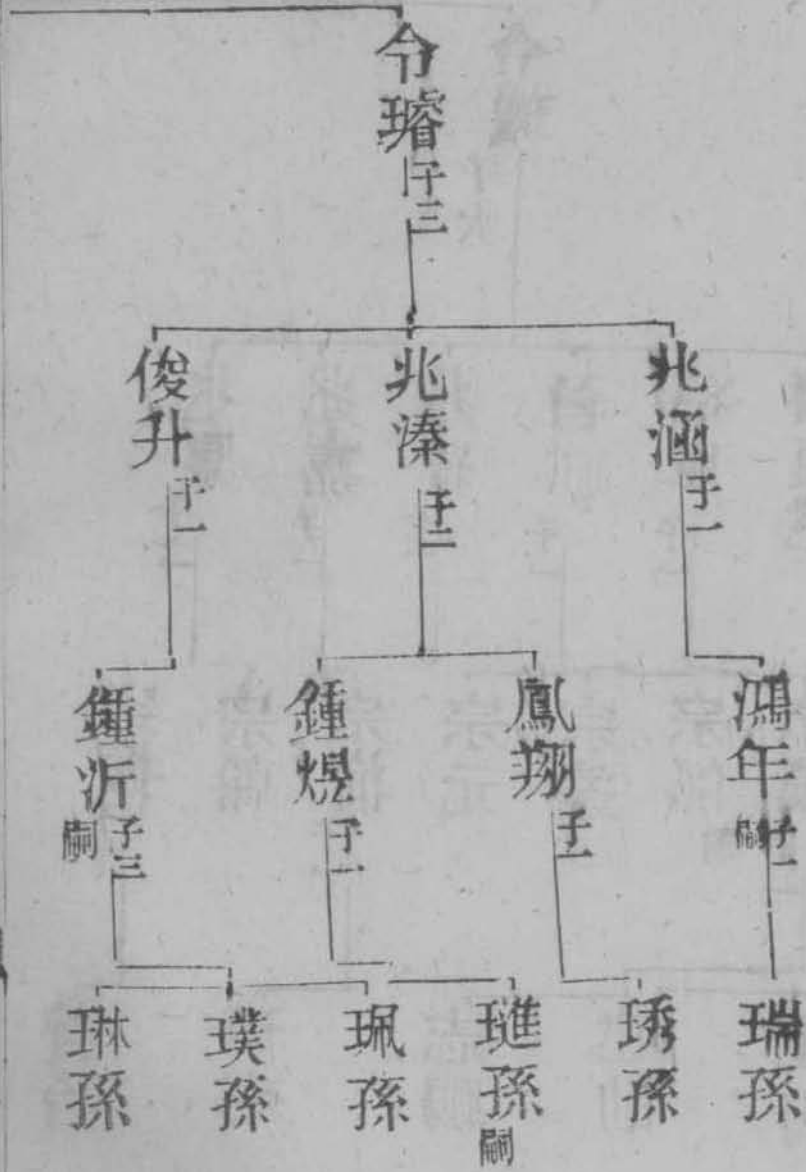 令璿 子三
兆涵 子一
兆溱 子二
俊升 子一
鴻年 子一 嗣
鳳翔 子一
鍾煜 子一
鍾沂 子三 嗣
瑞孫
琇孫
璡孫 嗣
珮孫
璞孫
琳孫